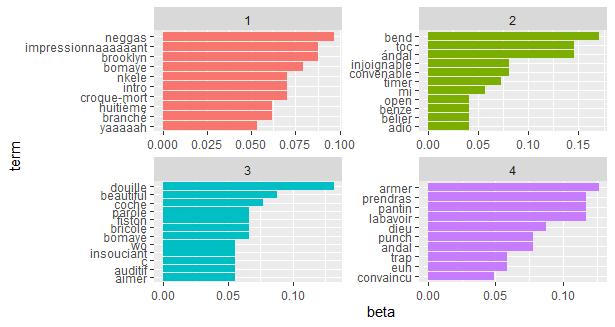 1
neggas
impressionnaaaaaant
brooklyn
bomaye
nkele
intro
croque-mort
huitième
branche
yaaaaah
0.000 0.025 0.050 0.075 0.100
2
bend
toc
ándal
injoignable
convenable
timer
mi
open
benze
belier
adio
0.00 0.05 0.10 0.15
3
douille
beautiful
coche
parole
fiston
bricole
bomaye
wo
insouciant
c
auditif
aimer
0.00 0.05 0.10
4
armer
prendras
pantin
labavoir
dieu
punch
andal
trap
euh
convaincu
0.00 0.05 0.10
term
beta